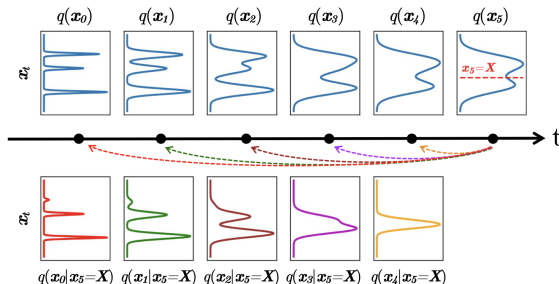 q(x₀) q(x₁) q(x₂) q(x₃) q(x₄) q(x₅)
xₜ
x₅=X
t
xₜ
q(x₀|x₅=X) q(x₁|x₅=X) q(x₂|x₅=X) q(x₃|x₅=X) q(x₄|x₅=X)